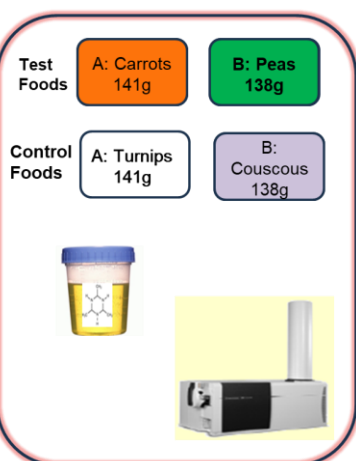 Test
Foods
A: Carrots
141g
B: Peas
138g
Control
Foods
A: Turnips
141g
B:
Couscous
138g